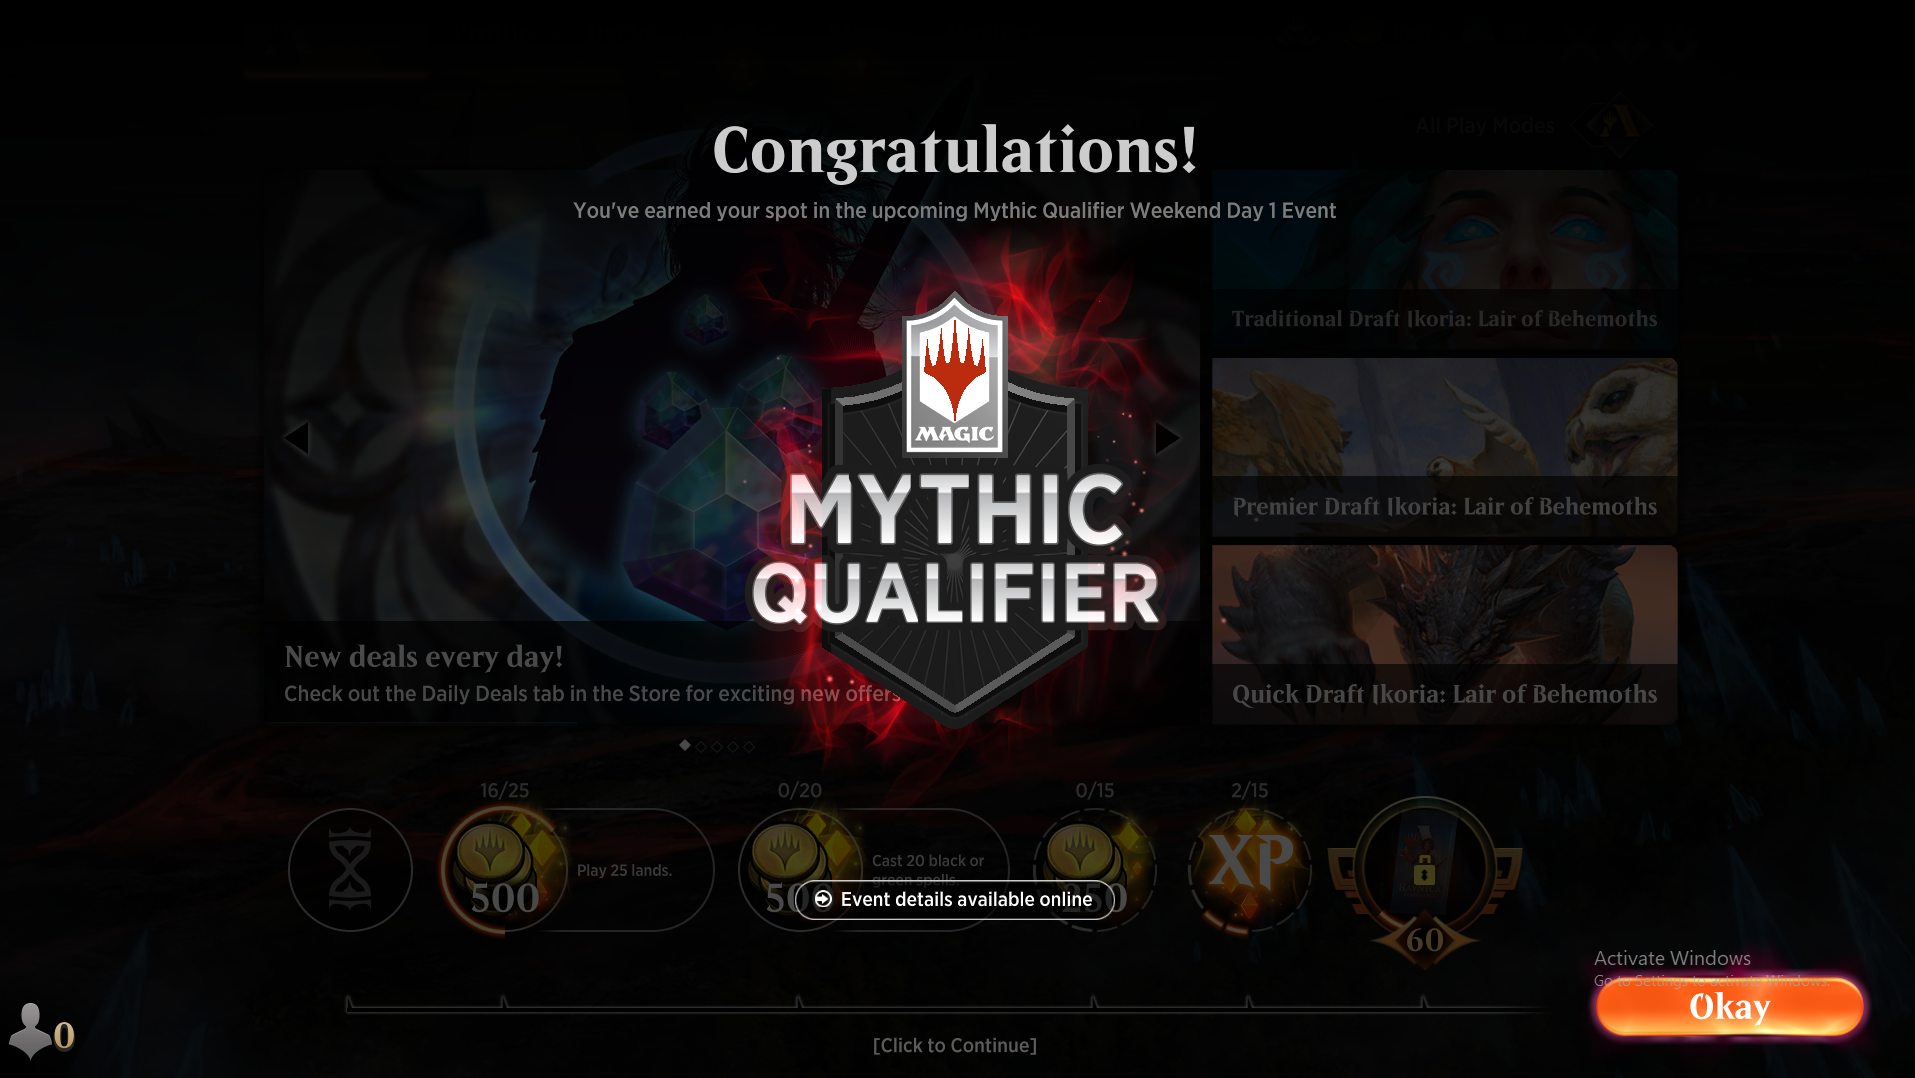 All Play Modes
Congratulations!
You've earned your spot in the upcoming Mythic Qualifier Weekend Day 1 Event
Traditional Draft Ikoria: Lair of Behemoths
MAGIC
MYTHIC
QUALIFIER
Premier Draft Ikoria: Lair of Behemoths
New deals every day!
Check out the Daily Deals tab in the Store for exciting new offers
Quick Draft Ikoria: Lair of Behemoths
16/25
0/20
0/15
2/15
500
Play 25 lands.
500
Cast 20 black or
green spells.
250
XP
60
Event details available online
Activate Windows
Go to Settings to activate Windows.
Okay
0
[Click to Continue]